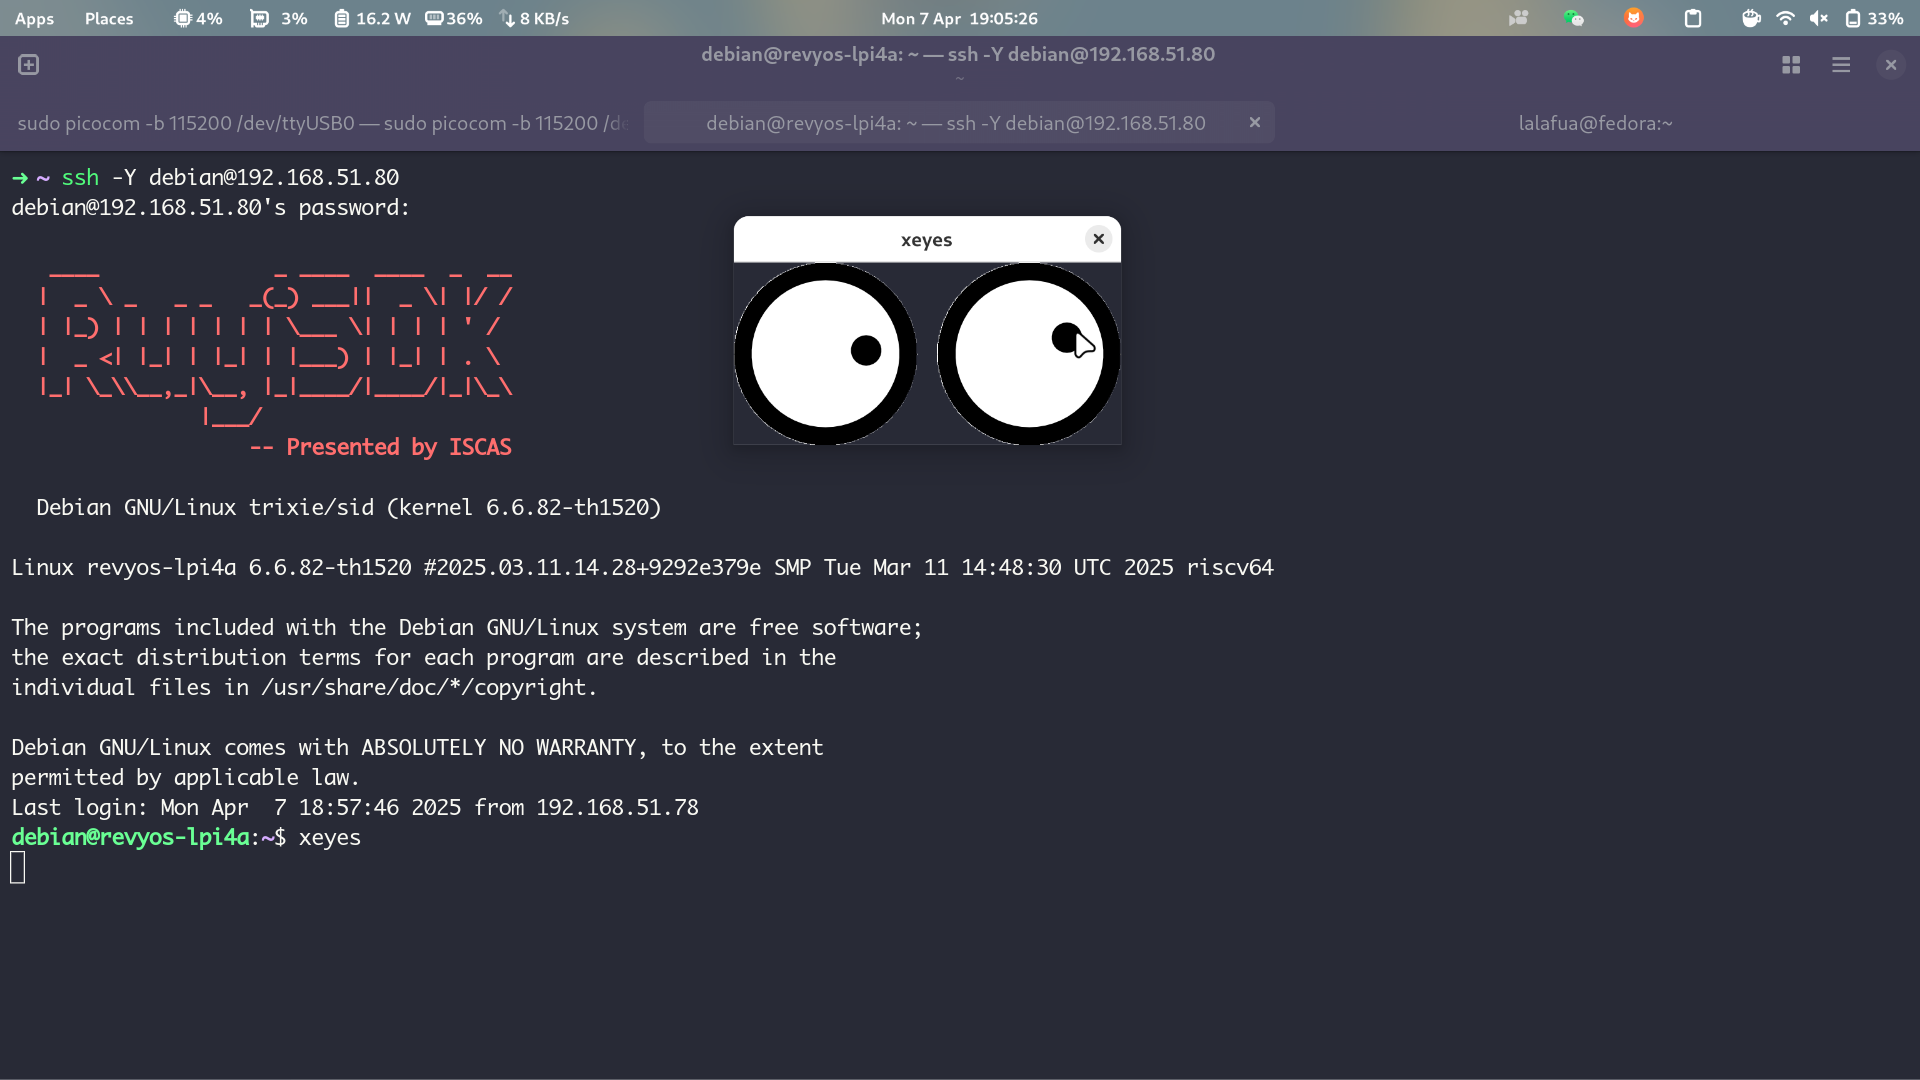 Apps Places 4% 3% 16.2 W 36% 8 KB/s Mon 7 Apr 19:05:26 33%
debian@revyos-lpi4a: ~ — ssh -Y debian@192.168.51.80
~
sudo picocom -b 115200 /dev/ttyUSB0 — sudo picocom -b 115200 /de debian@revyos-lpi4a: ~ — ssh -Y debian@192.168.51.80 lalafua@fedora:~
➜ ~ ssh -Y debian@192.168.51.80
debian@192.168.51.80's password:
xeyes
RuyiSDK
-- Presented by ISCAS
Debian GNU/Linux trixie/sid (kernel 6.6.82-th1520)
Linux revyos-lpi4a 6.6.82-th1520 #2025.03.11.14.28+9292e379e SMP Tue Mar 11 14:48:30 UTC 2025 riscv64
The programs included with the Debian GNU/Linux system are free software;
the exact distribution terms for each program are described in the
individual files in /usr/share/doc/*/copyright.
Debian GNU/Linux comes with ABSOLUTELY NO WARRANTY, to the extent
permitted by applicable law.
Last login: Mon Apr  7 18:57:46 2025 from 192.168.51.78
debian@revyos-lpi4a:~$ xeyes